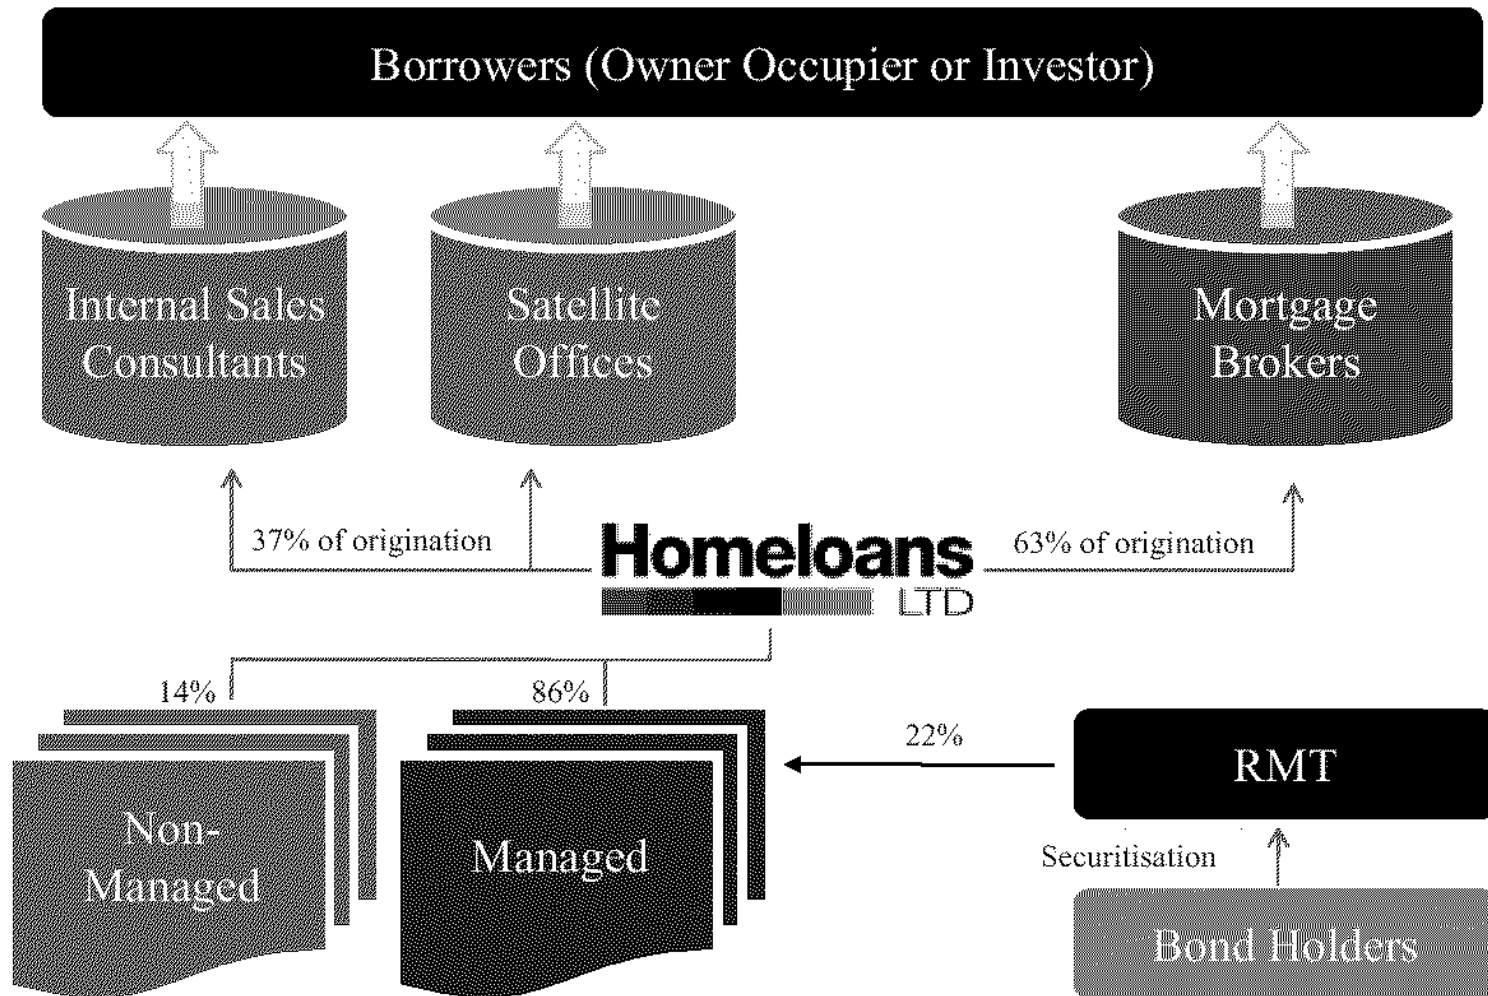 Borrowers (Owner Occupier or Investor)
Internal Sales
Consultants
Satellite
Offices
Mortgage
Brokers
37% of origination
Homeloans
LTD
63% of origination
14%
86%
22%
Non-
Managed
Managed
RMT
Securitisation
Bond Holders